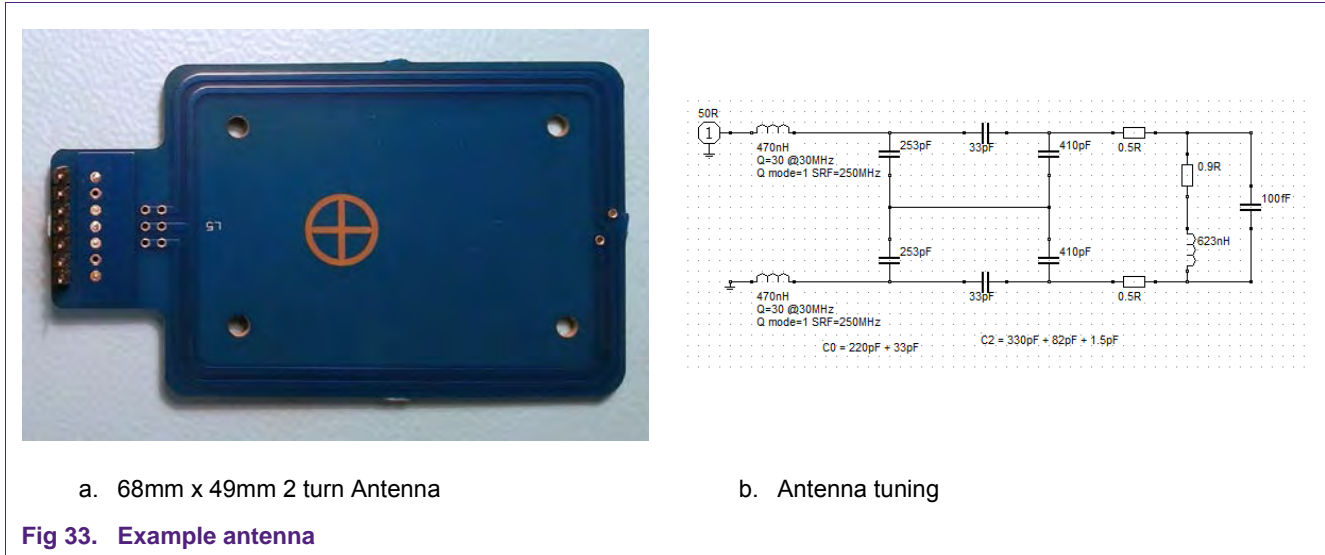 L5
50R
1
470nH
Q=30 @30MHz
Q mode=1 SRF=250MHz
253pF
33pF
410pF
0.5R
0.9R
100fF
623nH
253pF
33pF
410pF
0.5R
470nH
Q=30 @30MHz
Q mode=1 SRF=250MHz
C0 = 220pF + 33pF
C2 = 330pF + 82pF + 1.5pF
a. 68mm x 49mm 2 turn Antenna
b. Antenna tuning
Fig 33. Example antenna